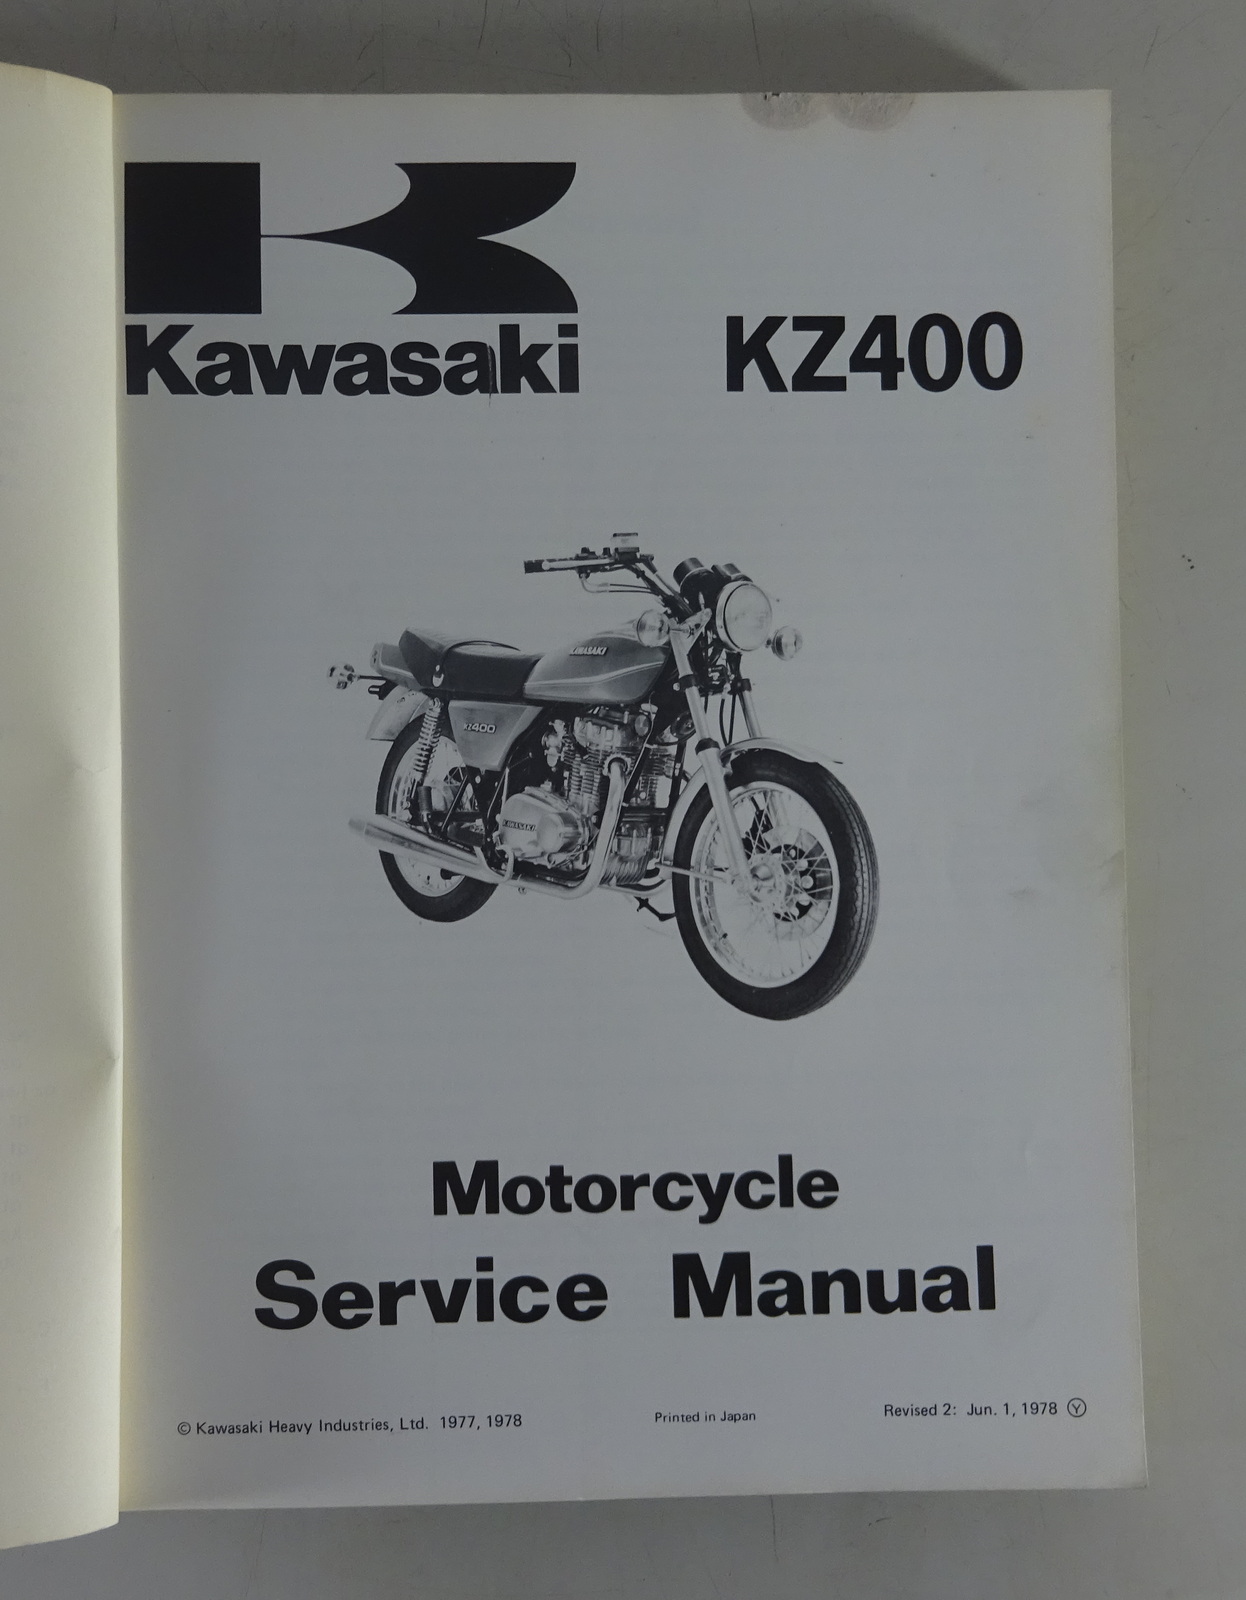 Kawasaki KZ400
KAWASAKI
KZ400
KAWASAKI
Motorcycle
Service Manual
© Kawasaki Heavy Industries, Ltd. 1977, 1978 Printed in Japan Revised 2: Jun. 1, 1978 Ⓨ